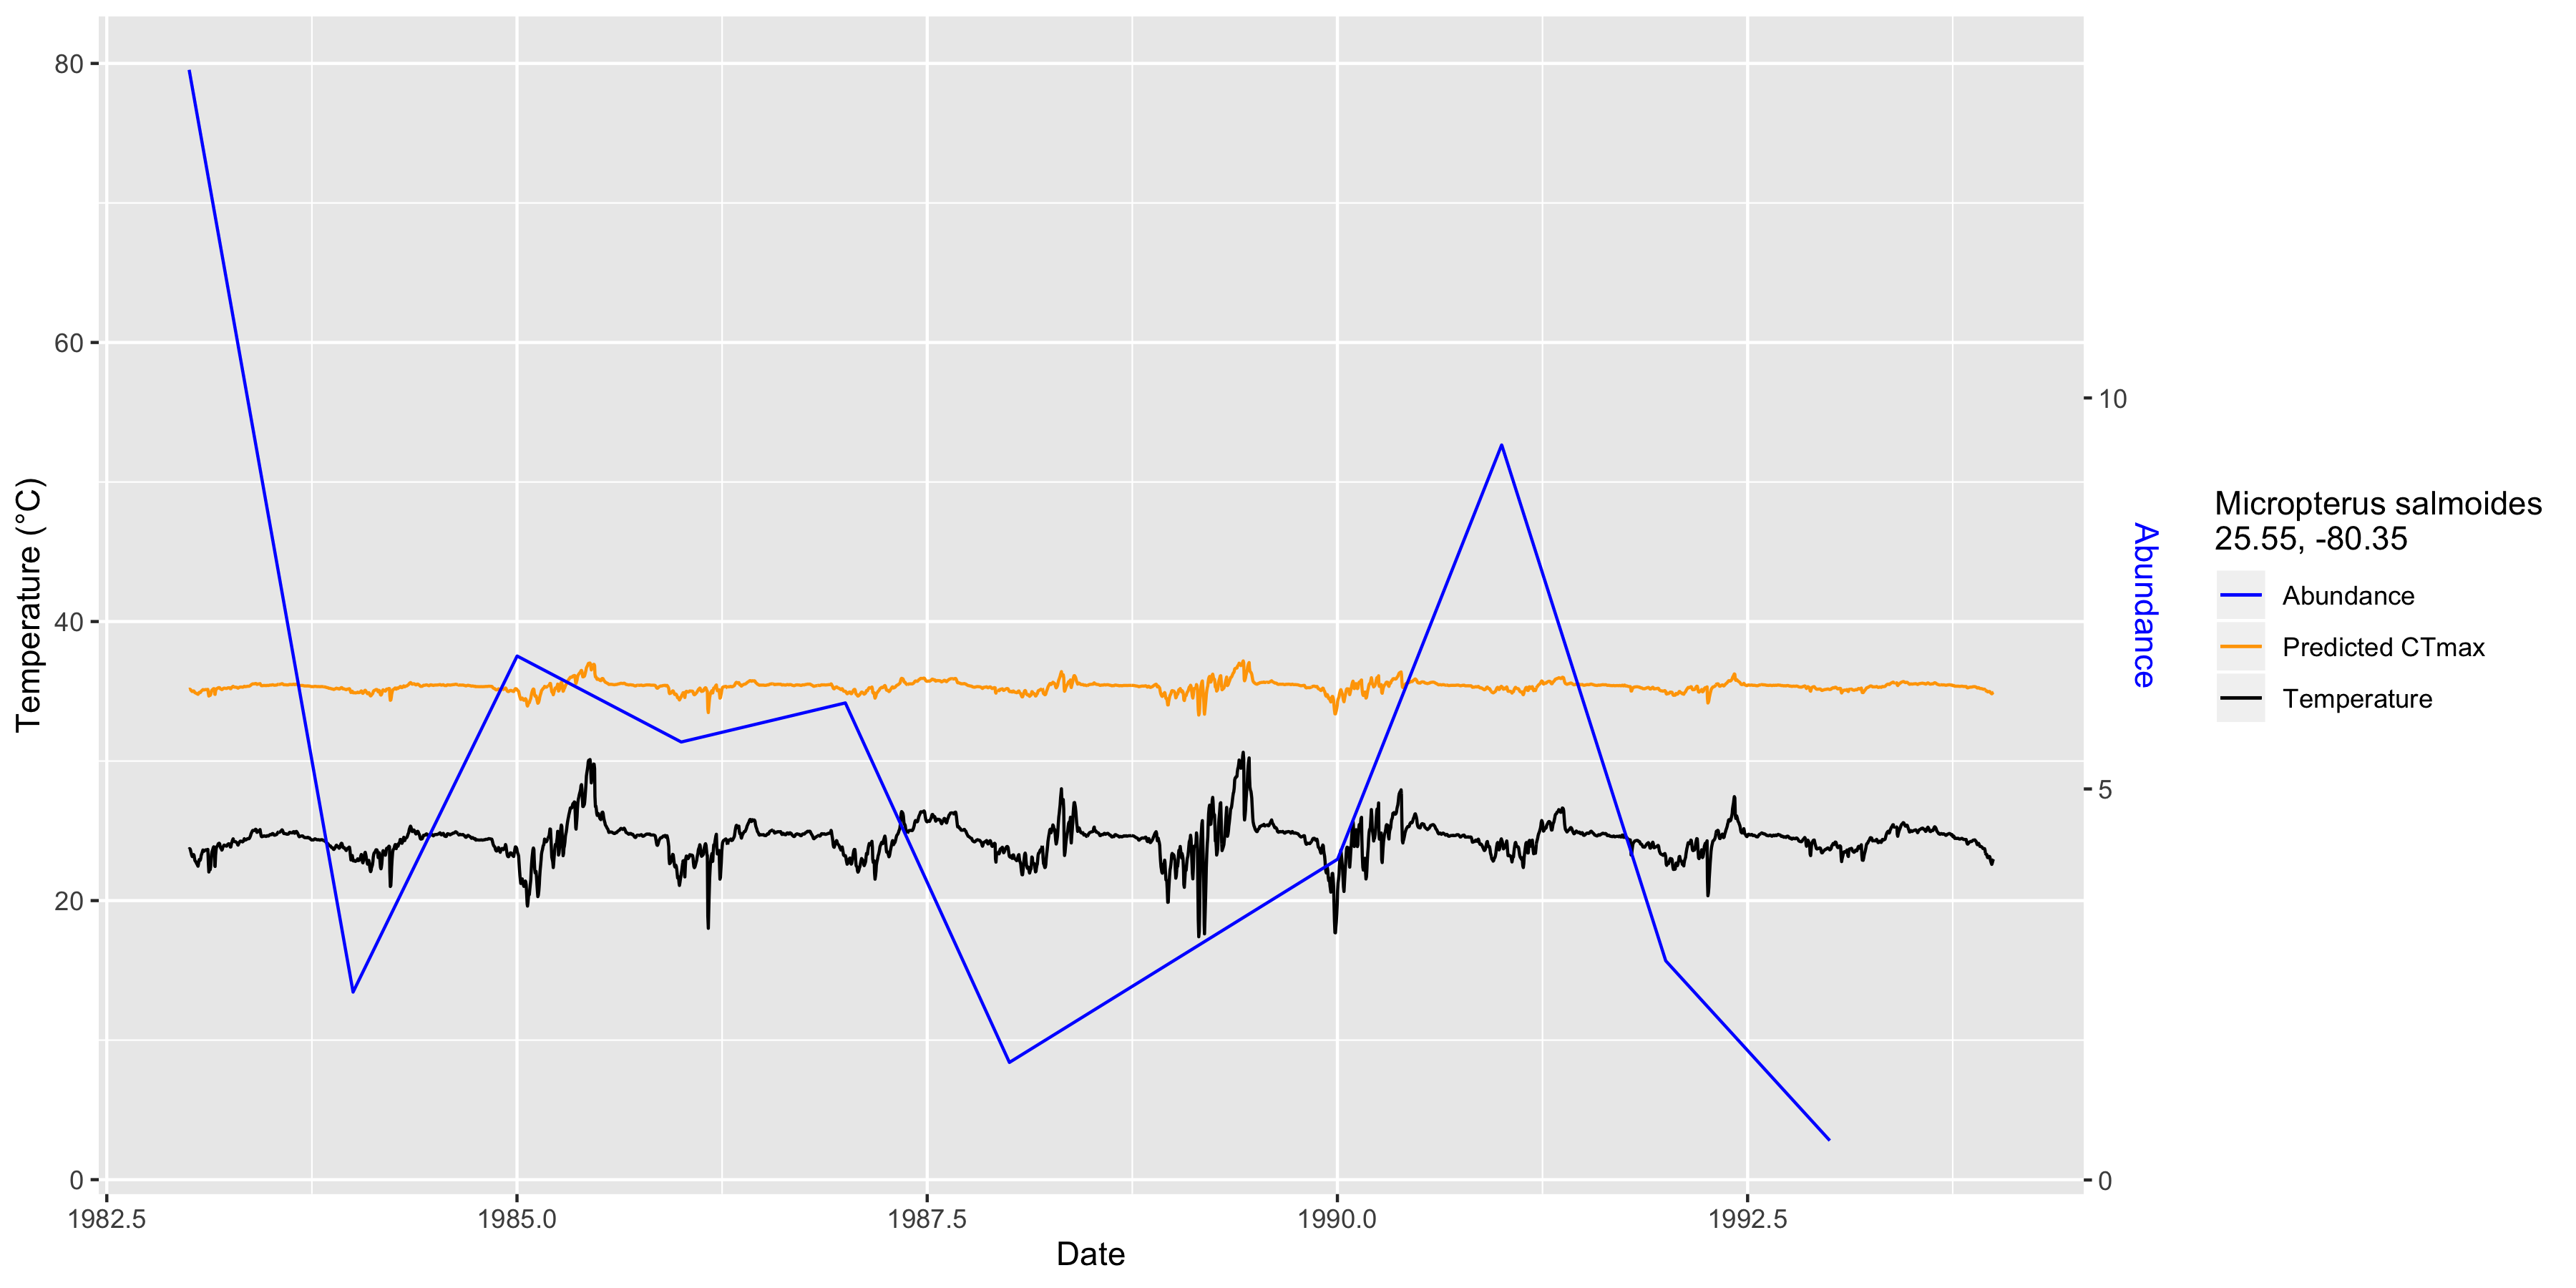 80
60
40
20
0
Temperature (°C)
1982.5
1985.0
1987.5
1990.0
1992.5
Date
10
5
0
Abundance
Micropterus salmoides
25.55, -80.35
Abundance
Predicted CTmax
Temperature